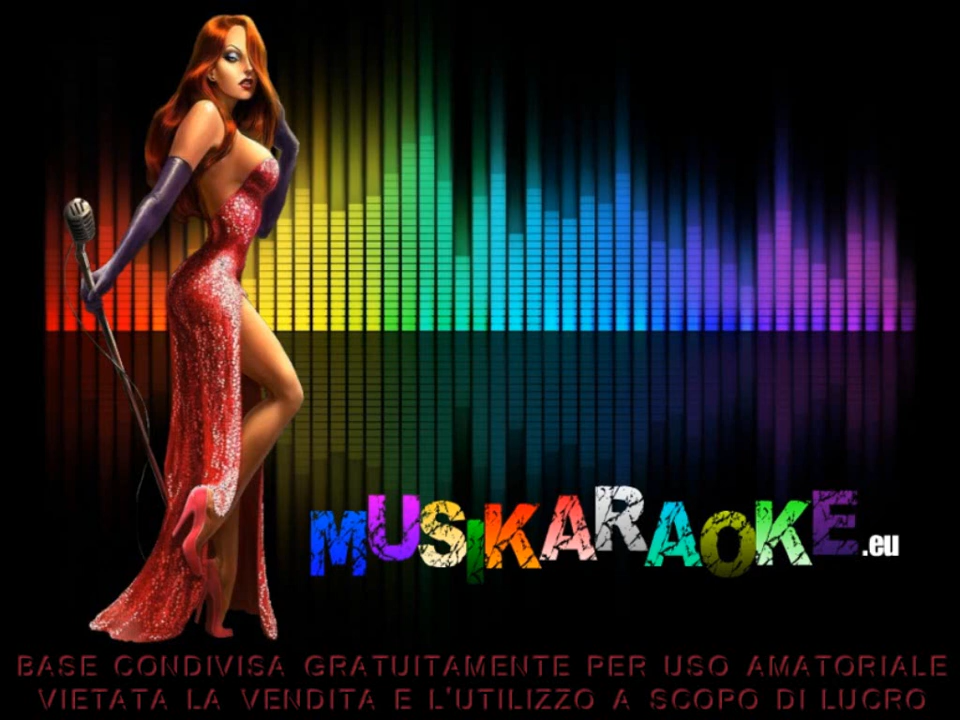 MUSIKARAOKE.eu
BASE CONDIVISA GRATUITAMENTE PER USO AMATORIALE
VIETATA LA VENDITA E L'UTILIZZO A SCOPO DI LUCRO